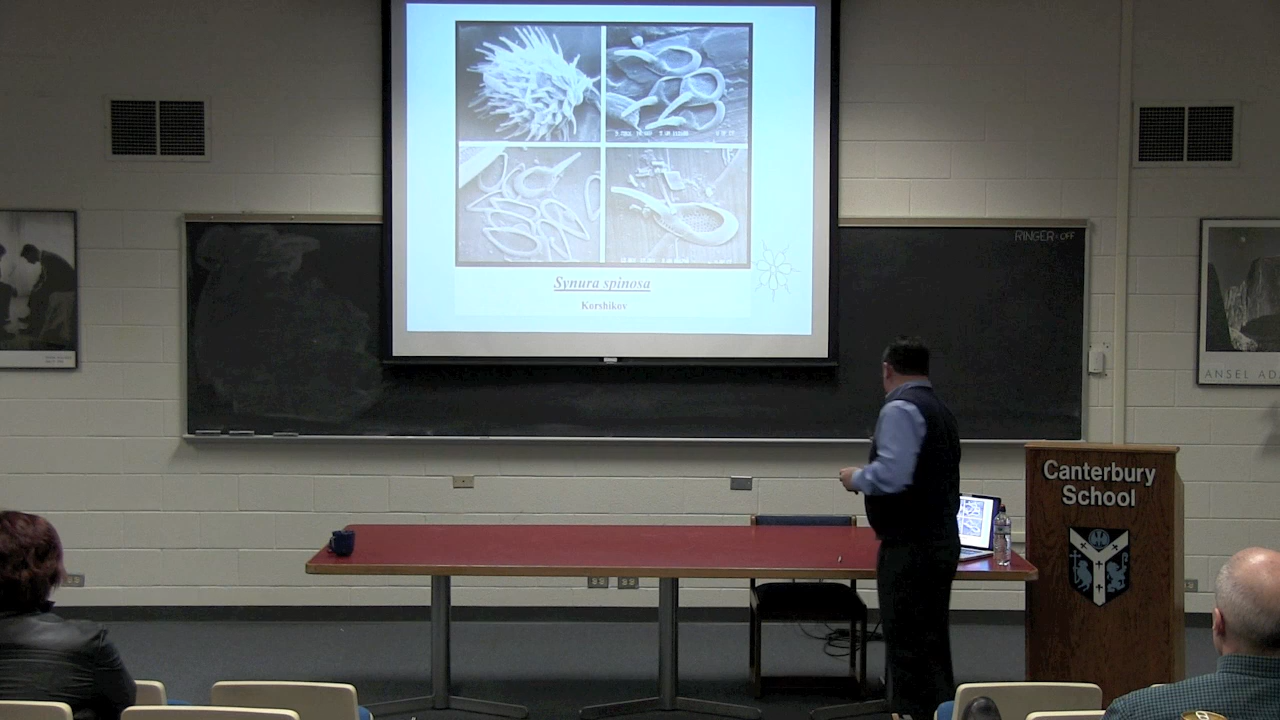 Synura spinosa
Korshikov
RINGER-OFF
ANSEL AD
Canterbury
School